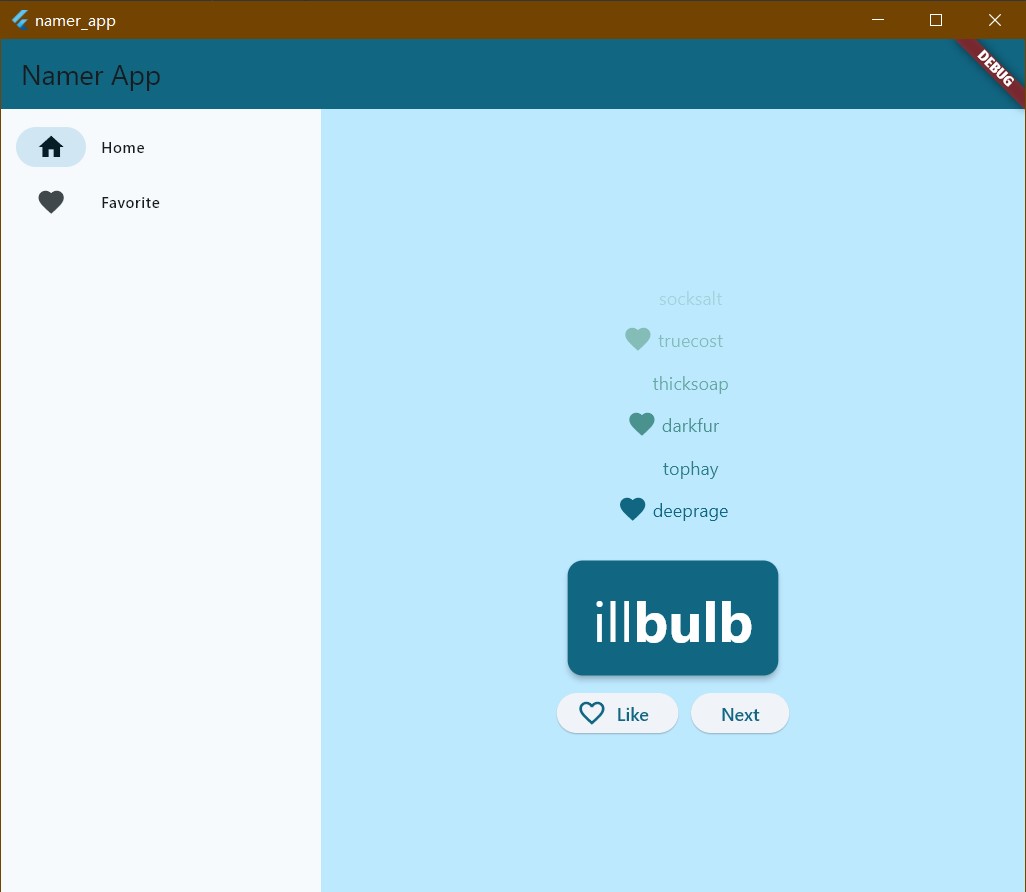 namer_app
Namer App
DEBUG
Home
Favorite
socksalt
truecost
thicksoap
darkfur
tophay
deeprage
illbulb
Like
Next